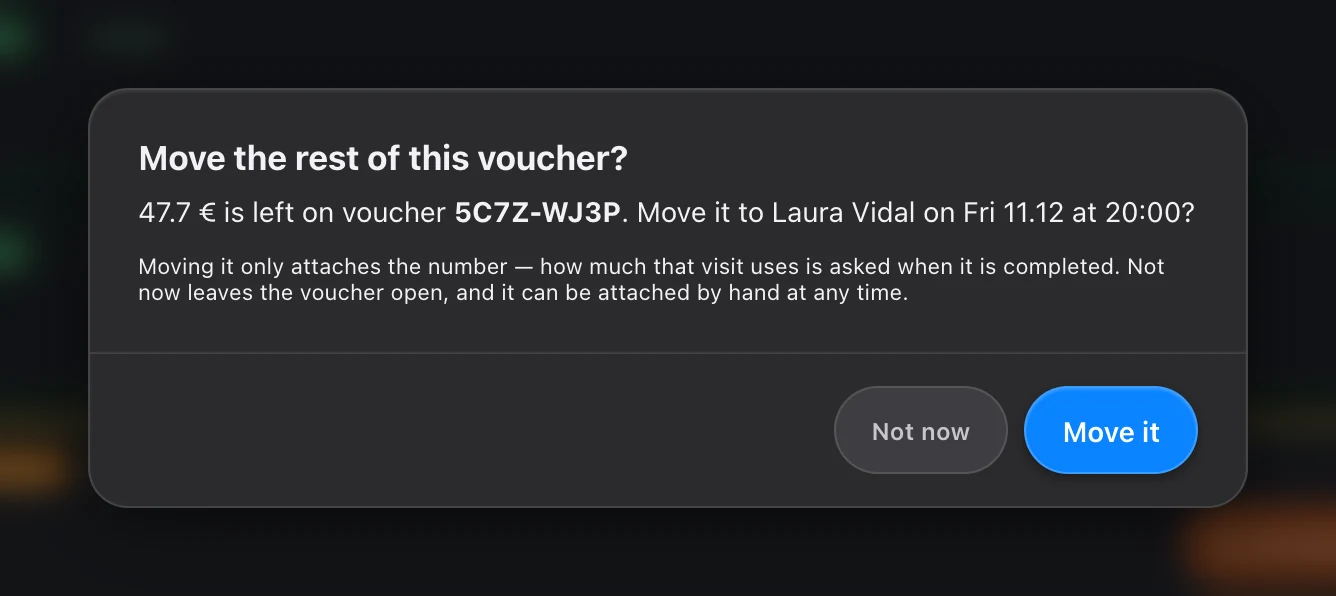 Move the rest of this voucher?
47.7 € is left on voucher 5C7Z-WJ3P. Move it to Laura Vidal on Fri 11.12 at 20:00?
Moving it only attaches the number — how much that visit uses is asked when it is completed. Not
now leaves the voucher open, and it can be attached by hand at any time.
Not now
Move it